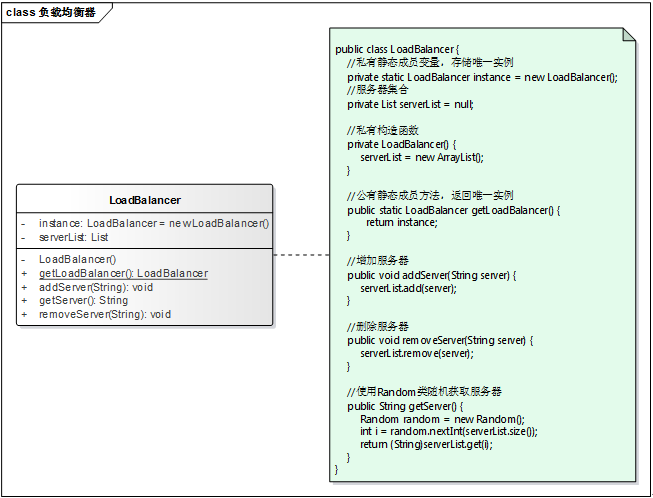 class 负载均衡器
LoadBalancer
- instance: LoadBalancer = new LoadBalancer()
- serverList: List
- LoadBalancer()
+ getLoadBalancer(): LoadBalancer
+ addServer(String): void
+ getServer(): String
+ removeServer(String): void
public class LoadBalancer {
//私有静态成员变量，存储唯一实例
private static LoadBalancer instance = new LoadBalancer();
//服务器集合
private List serverList = null;
//私有构造函数
private LoadBalancer() {
serverList = new ArrayList();
}
//公有静态成员方法，返回唯一实例
public static LoadBalancer getLoadBalancer() {
return instance;
}
//增加服务器
public void addServer(String server) {
serverList.add(server);
}
//删除服务器
public void removeServer(String server) {
serverList.remove(server);
}
//使用Random类随机获取服务器
public String getServer() {
Random random = new Random();
int i = random.nextInt(serverList.size());
return (String)serverList.get(i);
}
}